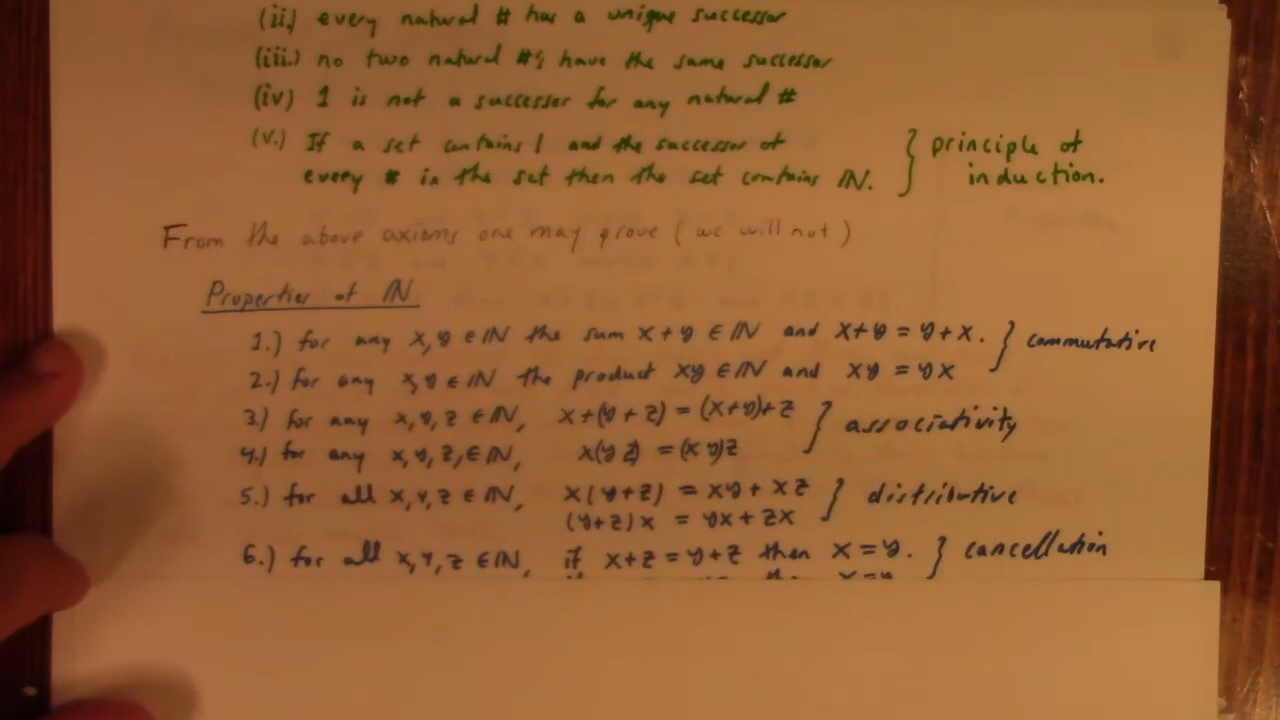 (ii.) every natural # has a unique successor
(iii.) no two natural #'s have the same successor
(iv) 1 is not a successor for any natural #
(v.) If a set contains 1 and the successor of
every # in the set then the set contains ℕ. } principle of induction.
From the above axioms one may prove (we will not)
Properties of ℕ
1.) for any x,y ∈ ℕ the sum x+y ∈ ℕ and x+y = y+x. } commutative
2.) for any x,y ∈ ℕ the product xy ∈ ℕ and xy = yx
3.) for any x,y,z ∈ ℕ, x+(y+z) = (x+y)+z } associativity
4.) for any x,y,z,∈ ℕ, x(yz) = (xy)z
5.) for all x,y,z ∈ ℕ, x(y+z) = xy + xz } distributive
(y+z)x = yx + zx
6.) for all x,y,z ∈ ℕ, if x+z = y+z then x=y. } cancellation